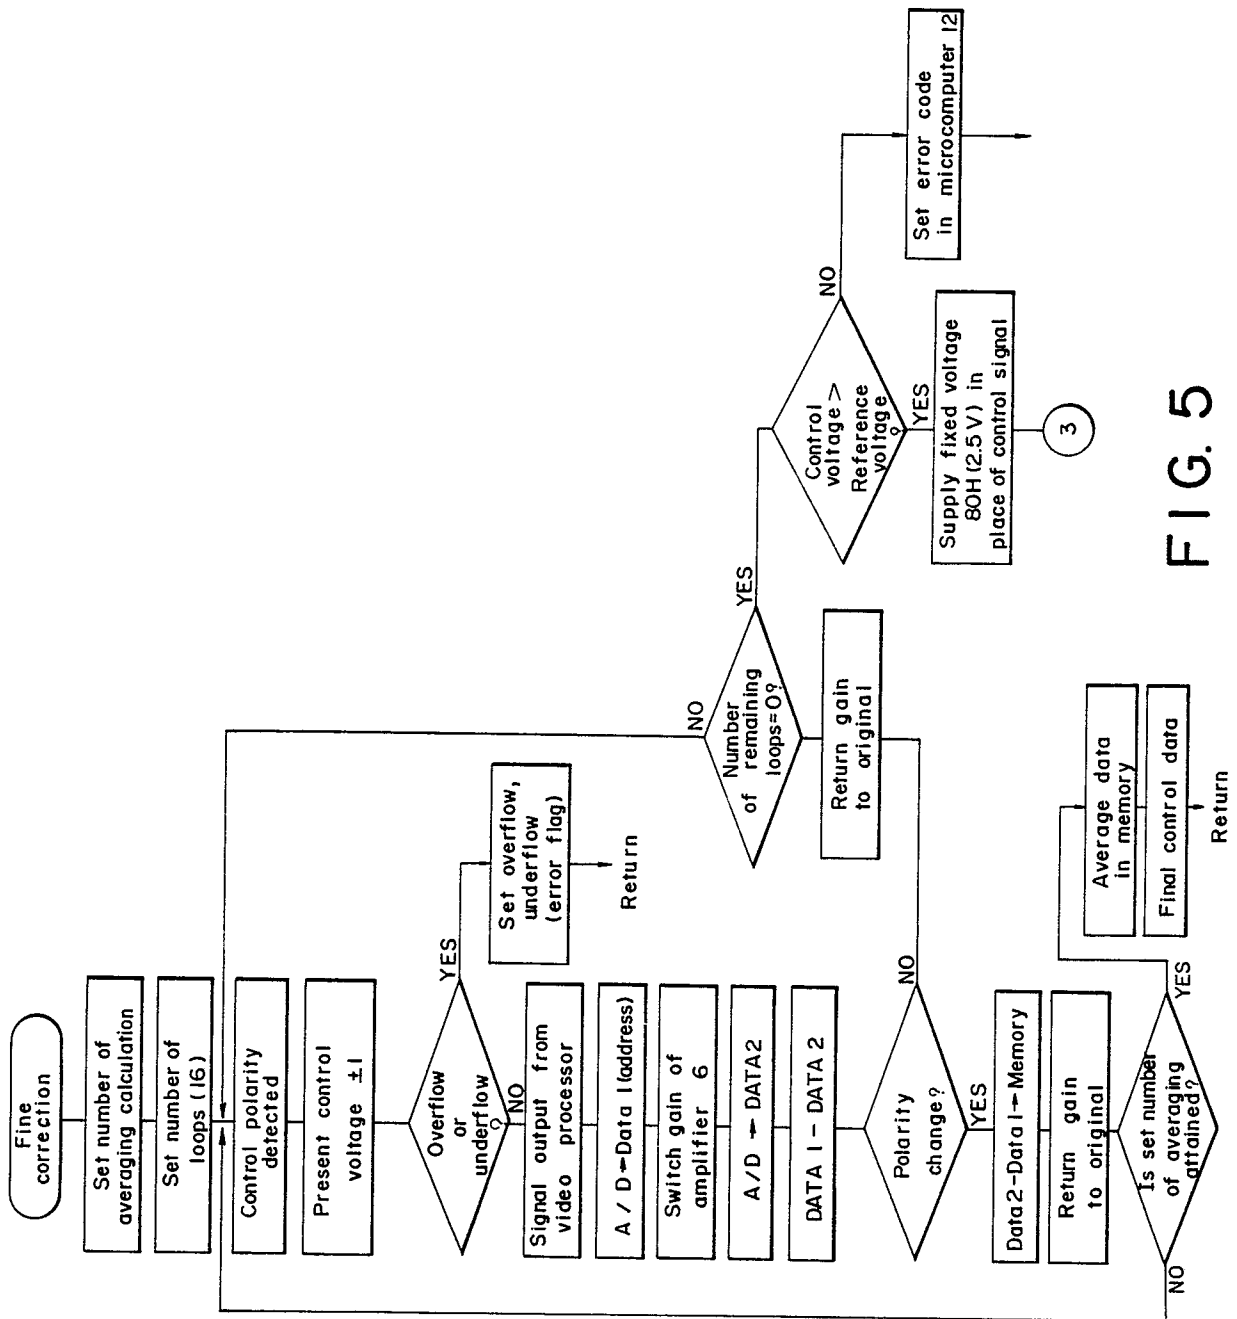 Fine
correction
Set number of
averaging calculation
Set number of
loops (16)
Control polarity
detected
Present control
voltage ±1
Overflow
or
underflow
YES
Set overflow,
underflow
(error flag)
Return
NO
Signal output from
video processor
A / D→Data 1 (address)
Switch gain of
amplifier 6
A/D → DATA2
DATA 1 - DATA 2
Polarity
change?
NO
YES
Data2-Data1→Memory
Return gain
to original
Is set number
of averaging
attained?
NO
YES
Average data
in memory
Final control data
Return
Return gain
to original
Number
of remaining
loops=0?
NO
YES
Control
voltage >
Reference
voltage
NO
YES
Supply fixed voltage
80H (2.5 V) in
place of control signal
3
Set error code
in microcomputer 12
FIG. 5